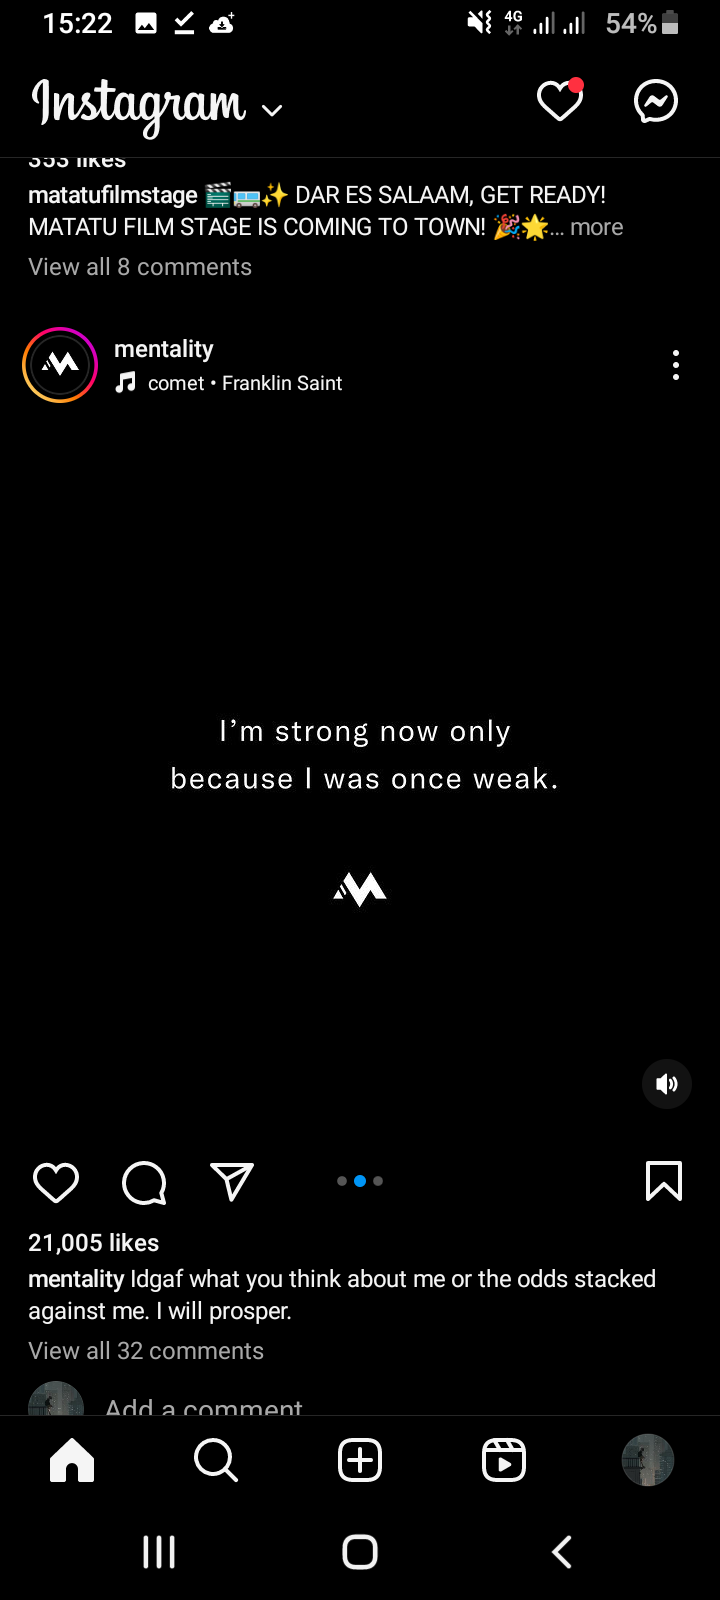 15:22 4G 54%
Instagram
353 likes
matatufilmstage 🎬🚌✨ DAR ES SALAAM, GET READY!
MATATU FILM STAGE IS COMING TO TOWN! 🎉🌟... more
View all 8 comments
mentality
comet • Franklin Saint
I’m strong now only
because I was once weak.
21,005 likes
mentality Idgaf what you think about me or the odds stacked
against me. I will prosper.
View all 32 comments
Add a comment